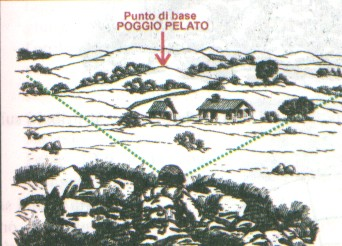 Punto di base
POGGIO PELATO